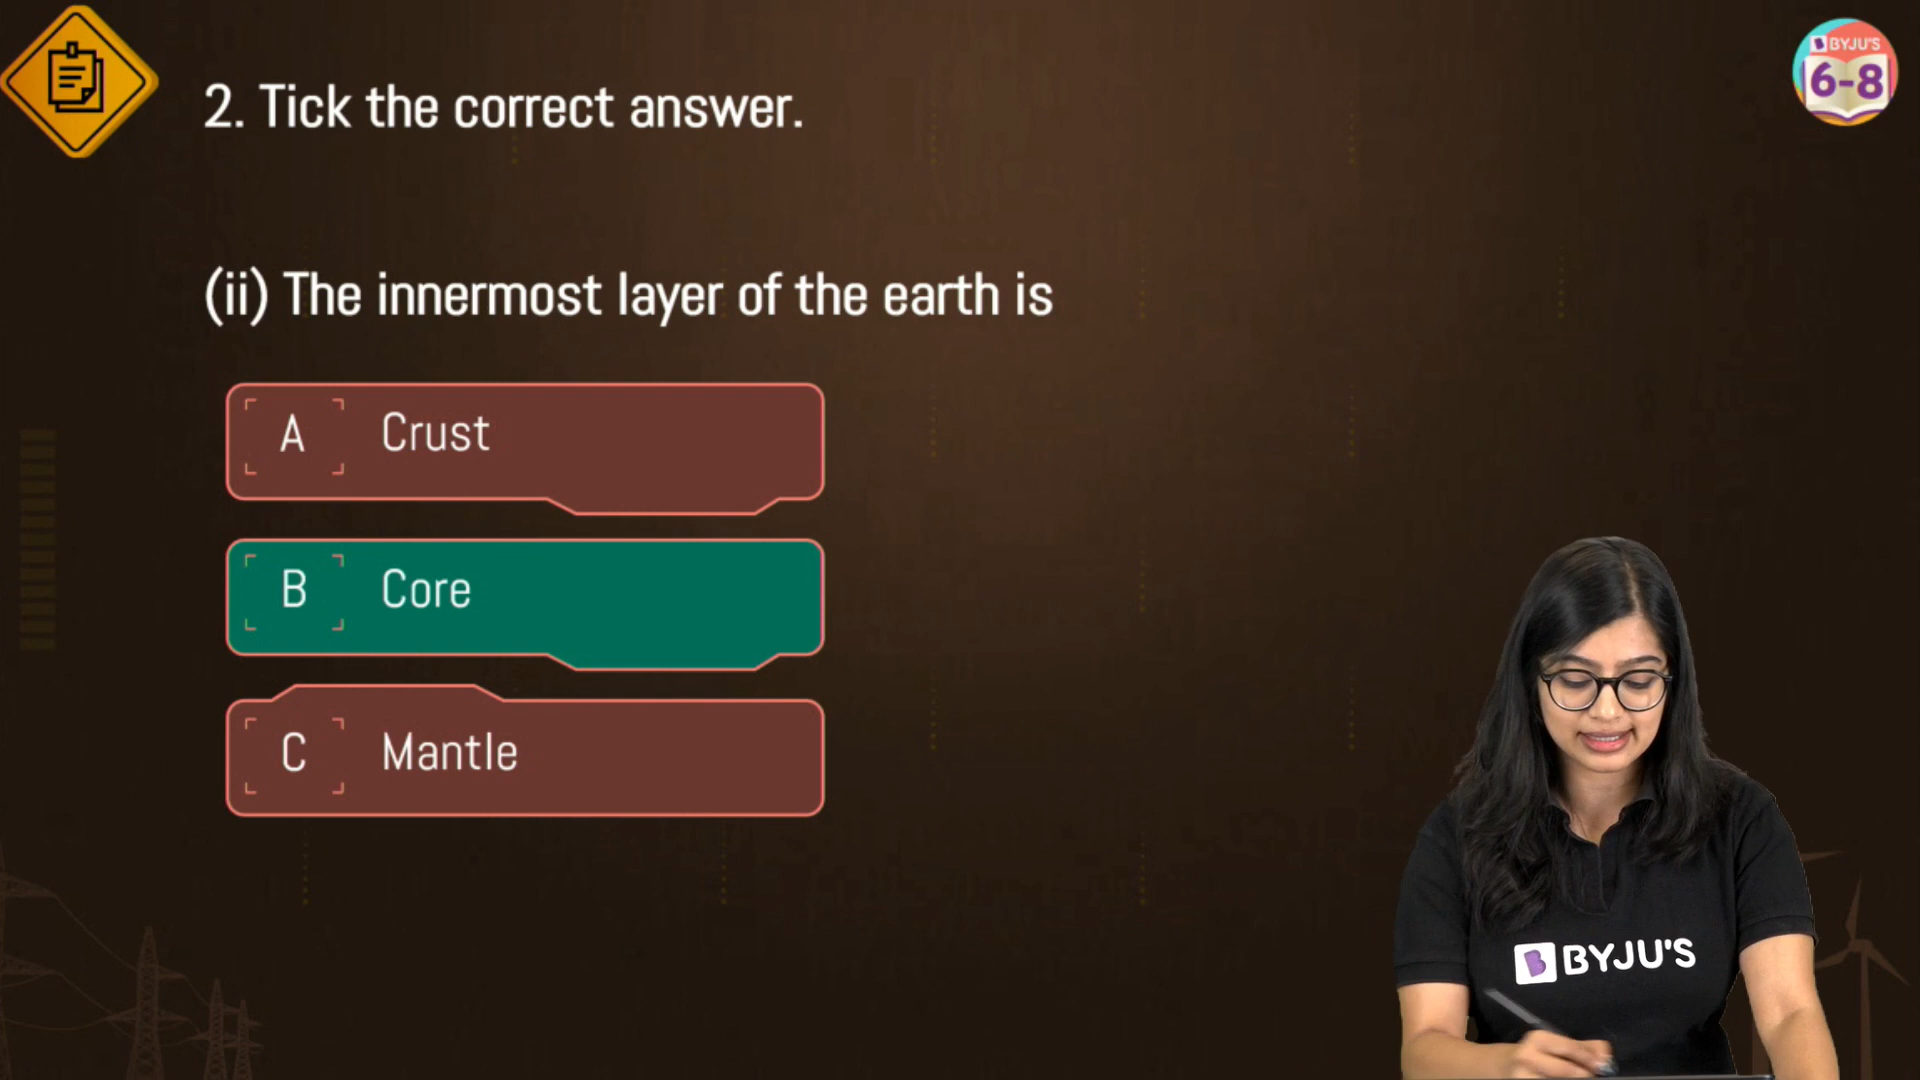 BYJU'S
6-8
2. Tick the correct answer.
(ii) The innermost layer of the earth is
A Crust
B Core
C Mantle
B BYJU'S